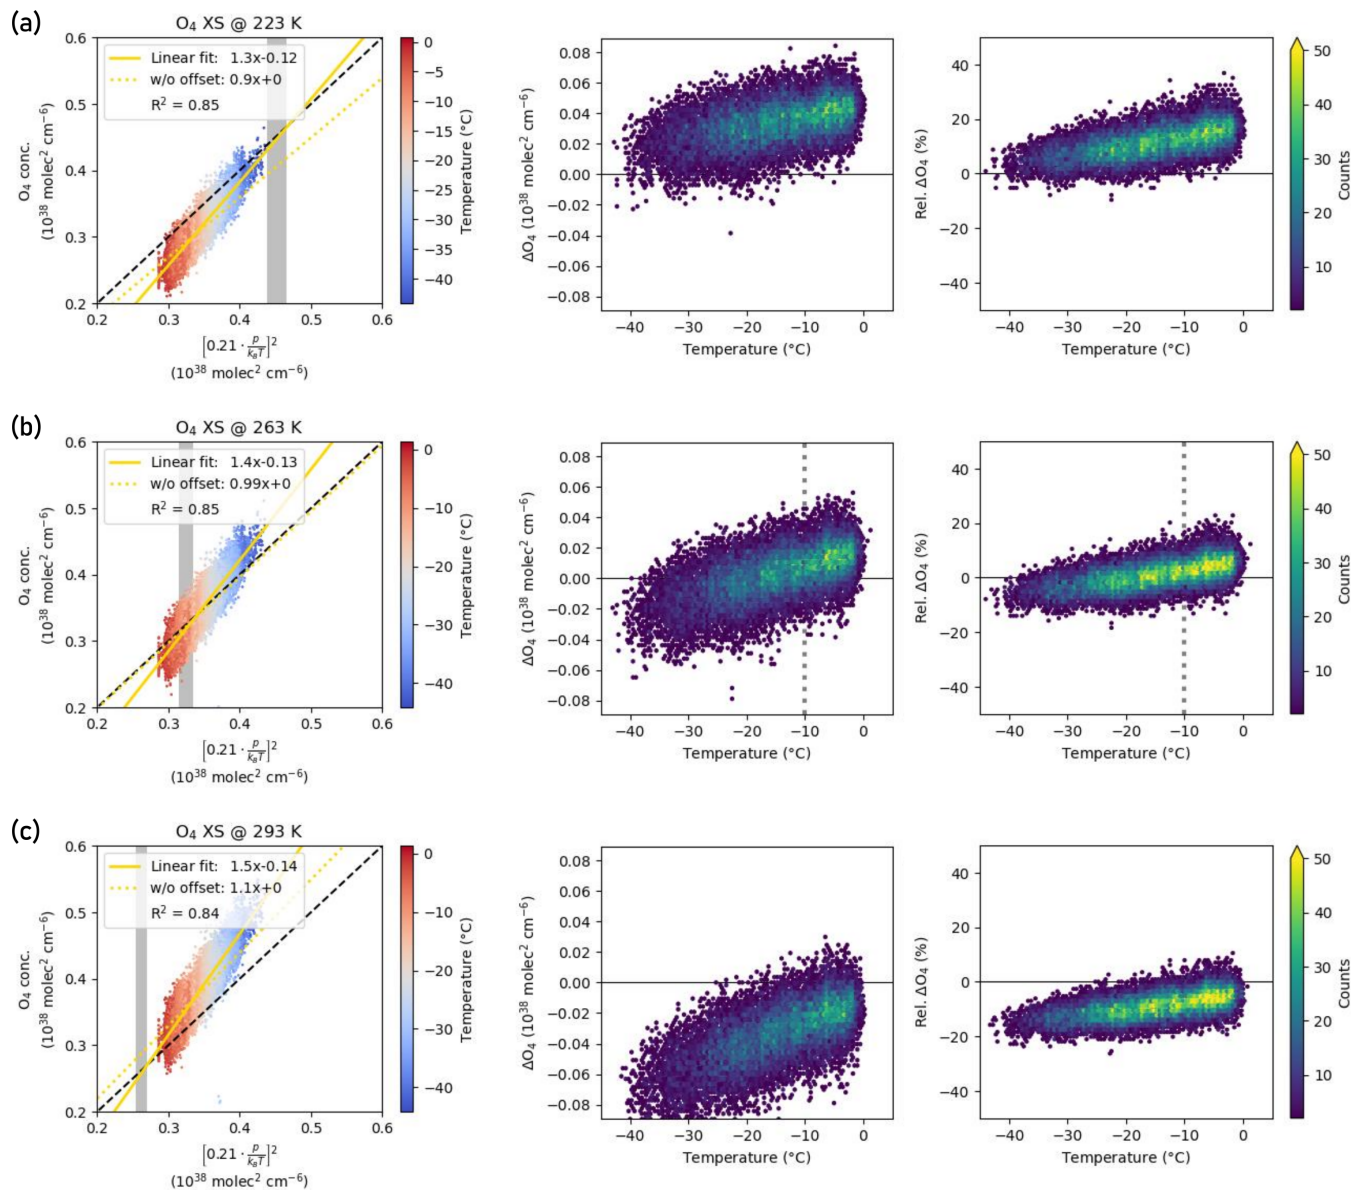 (a)
O₄ XS @ 223 K
Linear fit: 1.3x-0.12
w/o offset: 0.9x+0
R² = 0.85
0.6
0.5
0.4
0.3
0.2
O₄ conc.
(10³⁸ molec² cm⁻⁶)
0.2 0.3 0.4 0.5 0.6
[0.21 · p/(k_B T)]²
(10³⁸ molec² cm⁻⁶)
0
−5
−10
−15
−20
−25
−30
−35
−40
Temperature (°C)
0.08
0.06
0.04
0.02
0.00
−0.02
−0.04
−0.06
−0.08
ΔO₄ (10³⁸ molec² cm⁻⁶)
−40 −30 −20 −10 0
Temperature (°C)
40
20
0
−20
−40
Rel. ΔO₄ (%)
−40 −30 −20 −10 0
Temperature (°C)
50
40
30
20
10
Counts
(b)
O₄ XS @ 263 K
Linear fit: 1.4x-0.13
w/o offset: 0.99x+0
R² = 0.85
0.6
0.5
0.4
0.3
0.2
O₄ conc.
(10³⁸ molec² cm⁻⁶)
0.2 0.3 0.4 0.5 0.6
[0.21 · p/(k_B T)]²
(10³⁸ molec² cm⁻⁶)
0
−10
−20
−30
−40
Temperature (°C)
0.08
0.06
0.04
0.02
0.00
−0.02
−0.04
−0.06
−0.08
ΔO₄ (10³⁸ molec² cm⁻⁶)
−40 −30 −20 −10 0
Temperature (°C)
40
20
0
−20
−40
Rel. ΔO₄ (%)
−40 −30 −20 −10 0
Temperature (°C)
50
40
30
20
10
Counts
(c)
O₄ XS @ 293 K
Linear fit: 1.5x-0.14
w/o offset: 1.1x+0
R² = 0.84
0.6
0.5
0.4
0.3
0.2
O₄ conc.
(10³⁸ molec² cm⁻⁶)
0.2 0.3 0.4 0.5 0.6
[0.21 · p/(k_B T)]²
(10³⁸ molec² cm⁻⁶)
0
−10
−20
−30
−40
Temperature (°C)
0.08
0.06
0.04
0.02
0.00
−0.02
−0.04
−0.06
−0.08
ΔO₄ (10³⁸ molec² cm⁻⁶)
−40 −30 −20 −10 0
Temperature (°C)
40
20
0
−20
−40
Rel. ΔO₄ (%)
−40 −30 −20 −10 0
Temperature (°C)
50
40
30
20
10
Counts